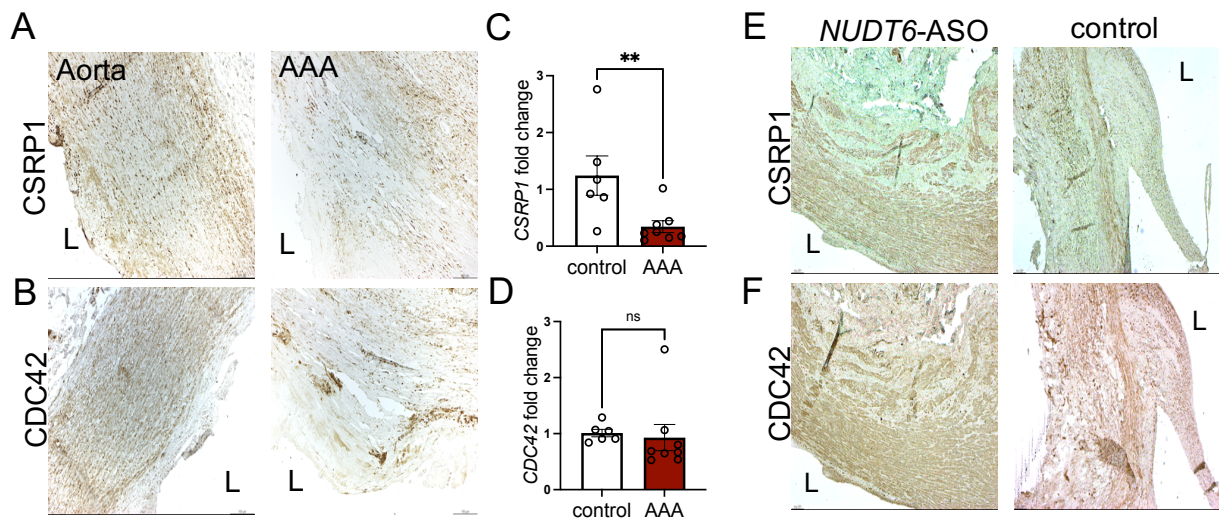 A
Aorta
AAA
CSRP1
L
L
B
CDC42
L
L
C
CSRP1 fold change
3
2
1
0
**
control
AAA
D
CDC42 fold change
3
2
1
0
ns
control
AAA
E
NUDT6-ASO
control
CSRP1
L
L
F
CDC42
L
L